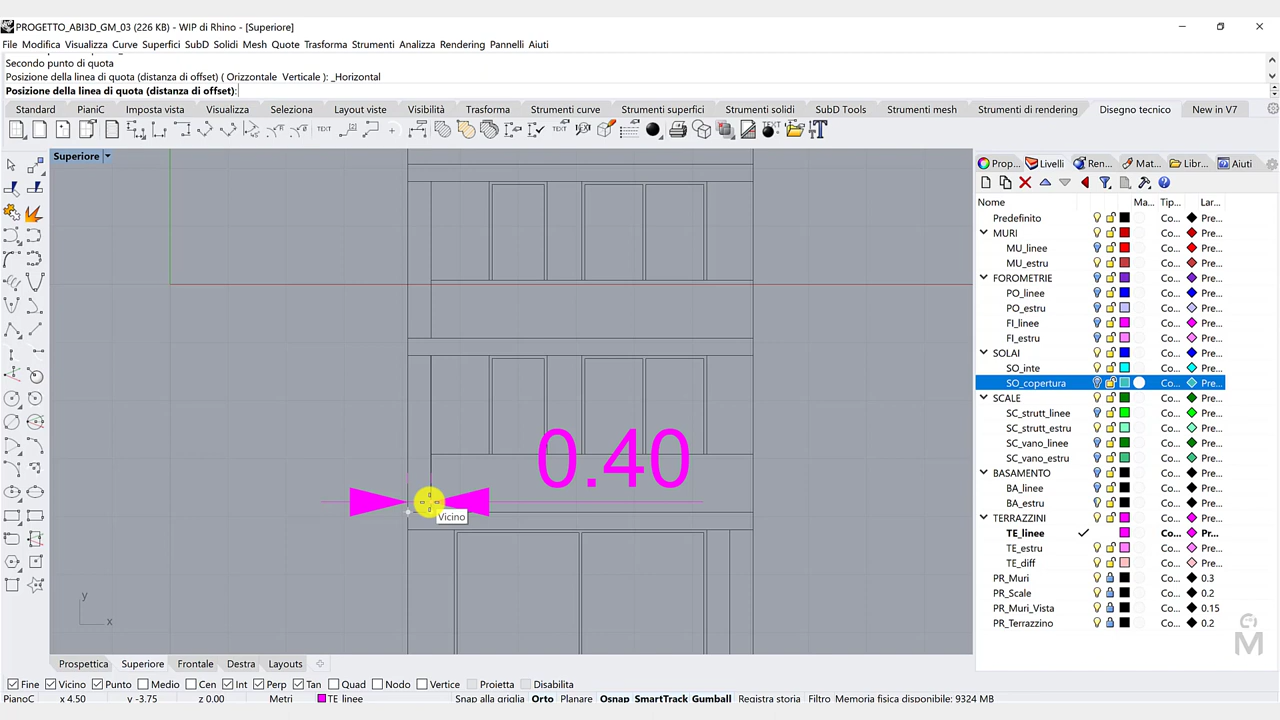 PROGETTO_ABI3D_GM_03 (226 KB) - WIP di Rhino - [Superiore]
File Modifica Visualizza Curve Superfici SubD Solidi Mesh Quote Trasforma Strumenti Analizza Rendering Pannelli Aiuti
Secondo punto di quota
Posizione della linea di quota (distanza di offset) ( Orizzontale Verticale ): _Horizontal
Posizione della linea di quota (distanza di offset):
Standard PianiC Imposta vista Visualizza Selezione Layout viste Visibilità Trasforma Strumenti curve Strumenti superfici Strumenti solidi SubD Tools Strumenti mesh Strumenti di rendering Disegno tecnico New in V7
Superiore
Prop... Livelli Ren... Mat... Libr... Aiuti
Nome Ma... Tip... Lar...
Predefinito Co... Pre...
MURI Co... Pre...
MU_linee Co... Pre...
MU_estru Co... Pre...
FOROMETRIE Co... Pre...
PO_linee Co... Pre...
PO_estru Co... Pre...
FI_linee Co... Pre...
FI_estru Co... Pre...
SOLAI Co... Pre...
SO_inte Co... Pre...
SO_copertura Co... Pre...
SCALE Co... Pre...
SC_strutt_linee Co... Pre...
SC_strutt_estru Co... Pre...
SC_vano_linee Co... Pre...
SC_vano_estru Co... Pre...
BASAMENTO Co... Pre...
BA_linee Co... Pre...
BA_estru Co... Pre...
TERRAZZINI Co... Pre...
TE_linee Co... Pr...
TE_estru Co... Pre...
TE_diff Co... Pre...
PR_Muri Co... 0.3
PR_Scale Co... 0.2
PR_Muri_Vista Co... 0.15
PR_Terrazzino Co... 0.2
0.40
Vicino
y
x
M
Prospettica Superiore Frontale Destra Layouts
Fine Vicino Punto Medio Cen Int Perp Tan Quad Nodo Vertice Proietta Disabilita
PianoC x 4.50 y -3.75 z 0.00 Metri TE_linee Snap alla griglia Orto Planare Osnap SmartTrack Gumball Registra storia Filtro Memoria fisica disponibile: 9324 MB